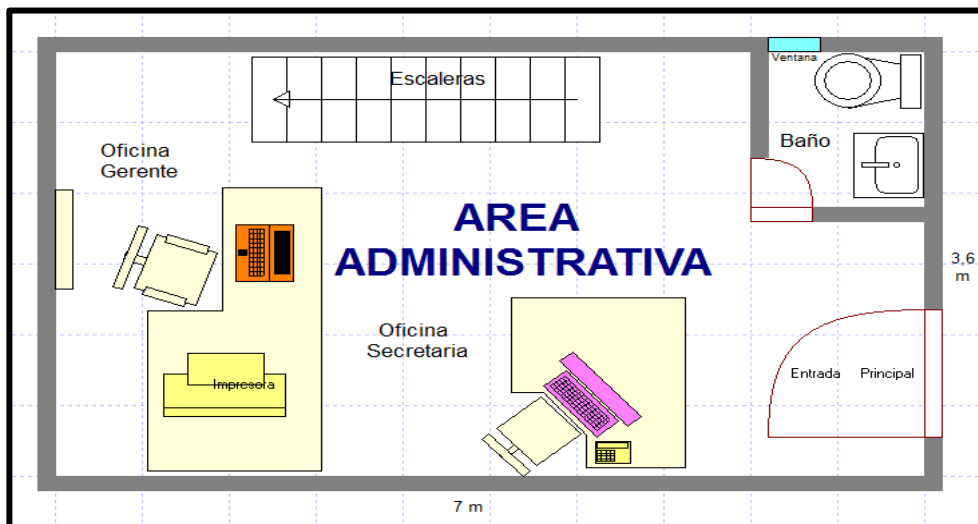 Ventana
Escaleras
Baño
Oficina
Gerente
AREA
ADMINISTRATIVA
3,6
m
Oficina
Secretaria
Impresora
Entrada Principal
7 m